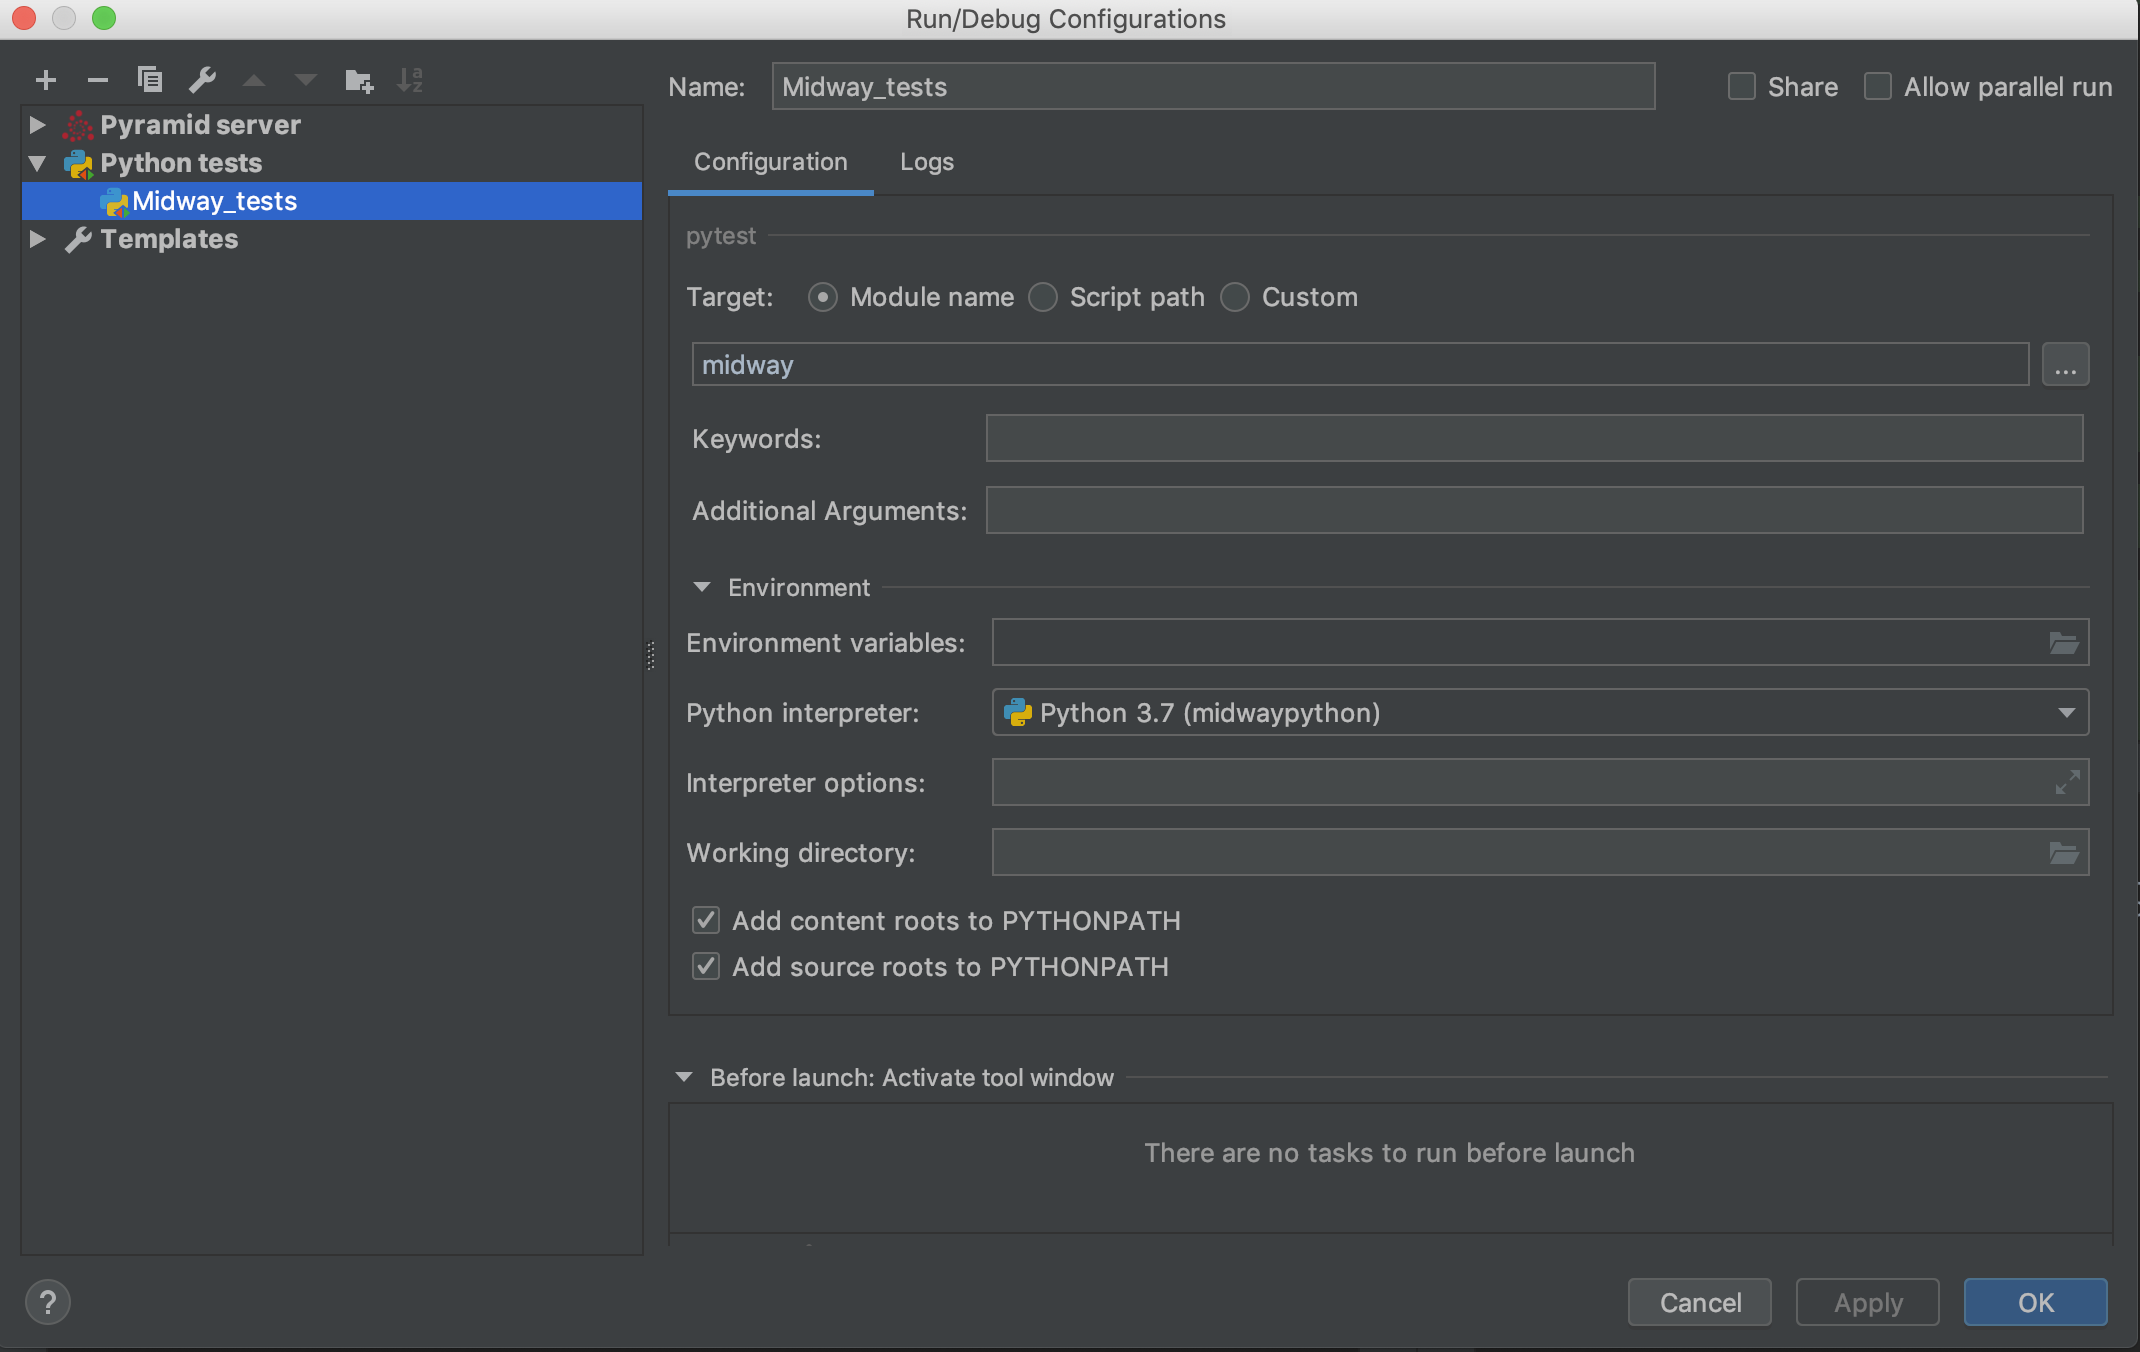 Run/Debug Configurations
Name: Midway_tests Share Allow parallel run
Pyramid server
Python tests
Midway_tests
Templates
Configuration Logs
pytest
Target: Module name Script path Custom
midway ...
Keywords:
Additional Arguments:
Environment
Environment variables:
Python interpreter: Python 3.7 (midwaypython)
Interpreter options:
Working directory:
Add content roots to PYTHONPATH
Add source roots to PYTHONPATH
Before launch: Activate tool window
There are no tasks to run before launch
? Cancel Apply OK